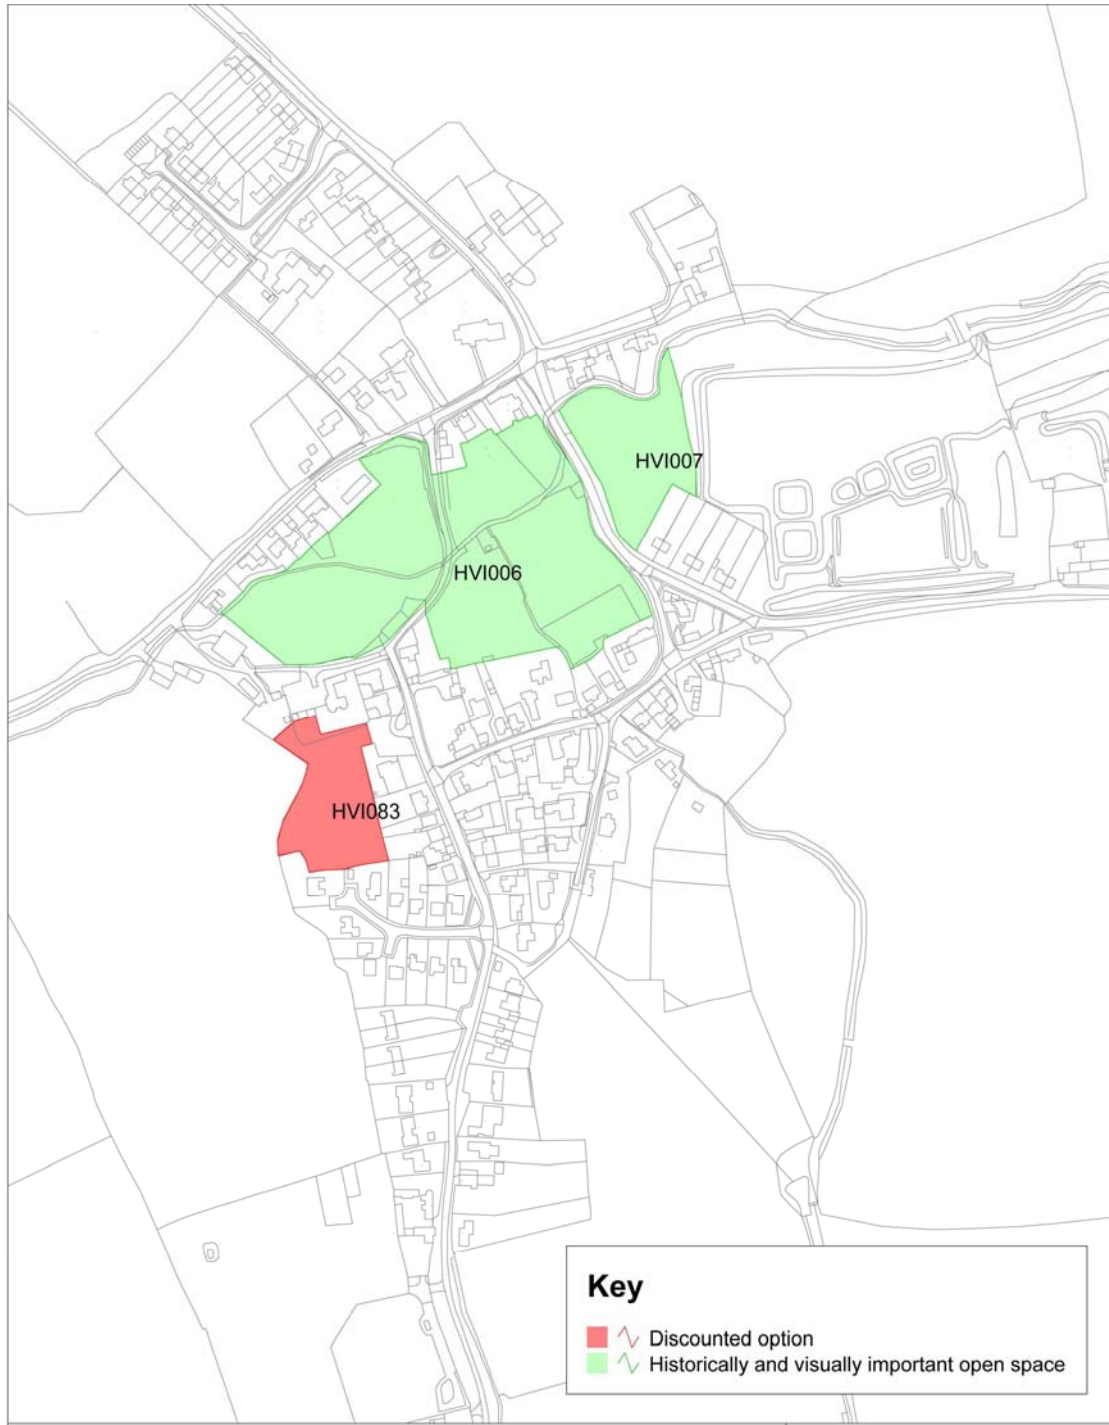 HVI007
HVI006
HVI083
Key
Discounted option
Historically and visually important open space